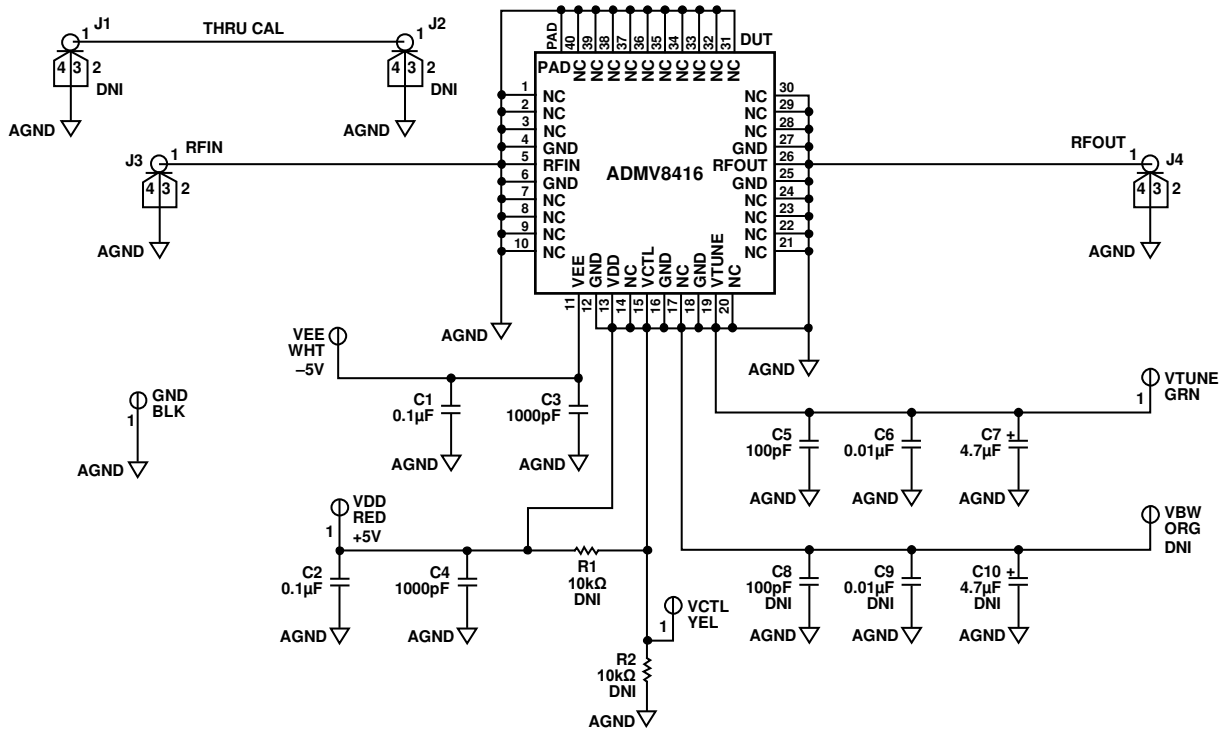 J1
1
THRU CAL
J2
1
4 3 2
DNI
AGND
4 3 2
DNI
AGND
J3
1
RFIN
4 3 2
AGND
PAD
40
39
38
37
36
35
34
33
32
31
DUT
PAD
NC
NC
NC
NC
NC
NC
NC
NC
NC
NC
1 NC
2 NC
3 NC
4 GND
5 RFIN
6 GND
7 NC
8 NC
9 NC
10 NC
ADMV8416
NC 30
NC 29
NC 28
GND 27
RFOUT 26
GND 25
NC 24
NC 23
NC 22
NC 21
VEE
GND
VDD
NC
VCTL
GND
NC
GND
VTUNE
NC
11
12
13
14
15
16
17
18
19
20
RFOUT
1
J4
4 3 2
AGND
AGND
AGND
VEE
WHT
–5V
1
C1
0.1µF
AGND
C3
1000pF
AGND
GND
BLK
1
AGND
VTUNE
GRN
1
C5
100pF
AGND
C6
0.01µF
AGND
C7 +
4.7µF
AGND
VDD
RED
+5V
1
C2
0.1µF
AGND
C4
1000pF
AGND
R1
10kΩ
DNI
VCTL
YEL
1
R2
10kΩ
DNI
AGND
VBW
ORG
DNI
1
C8
100pF
DNI
AGND
C9
0.01µF
DNI
AGND
C10 +
4.7µF
DNI
AGND